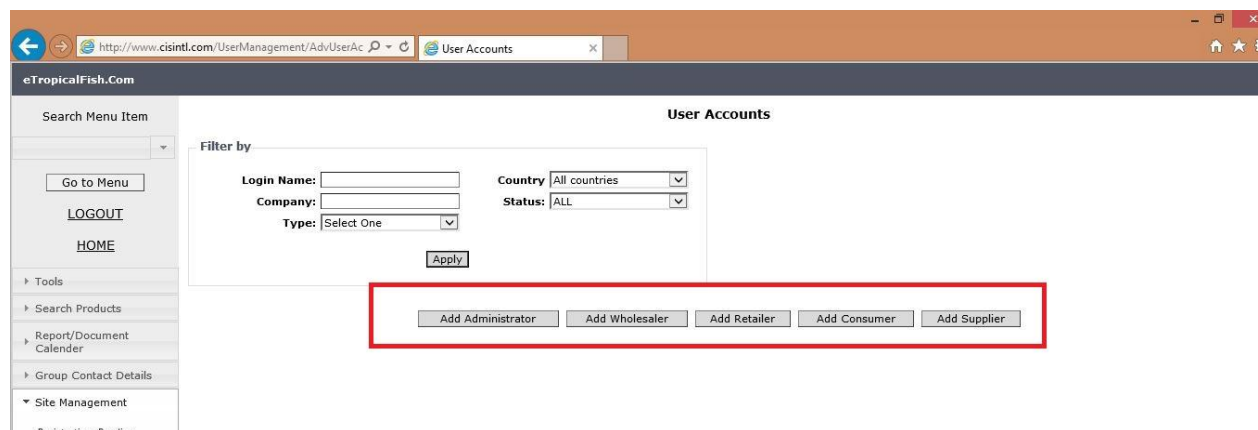 http://www.cisintl.com/UserManagement/AdvUserAc
User Accounts
eTropicalFish.Com
Search Menu Item
Go to Menu
LOGOUT
HOME
Tools
Search Products
Report/Document
Calender
Group Contact Details
Site Management
User Accounts
Filter by
Login Name:
Country All countries
Company:
Status: ALL
Type: Select One
Apply
Add Administrator Add Wholesaler Add Retailer Add Consumer Add Supplier